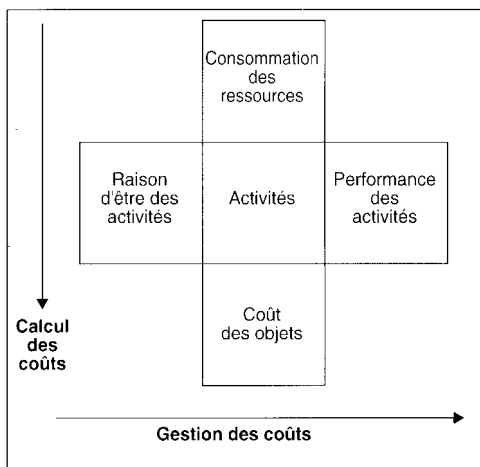 Consommation
des
ressources
Raison
d'être des
activités
Activités
Performance
des
activités
Coût
des objets
Calcul
des
coûts
Gestion des coûts